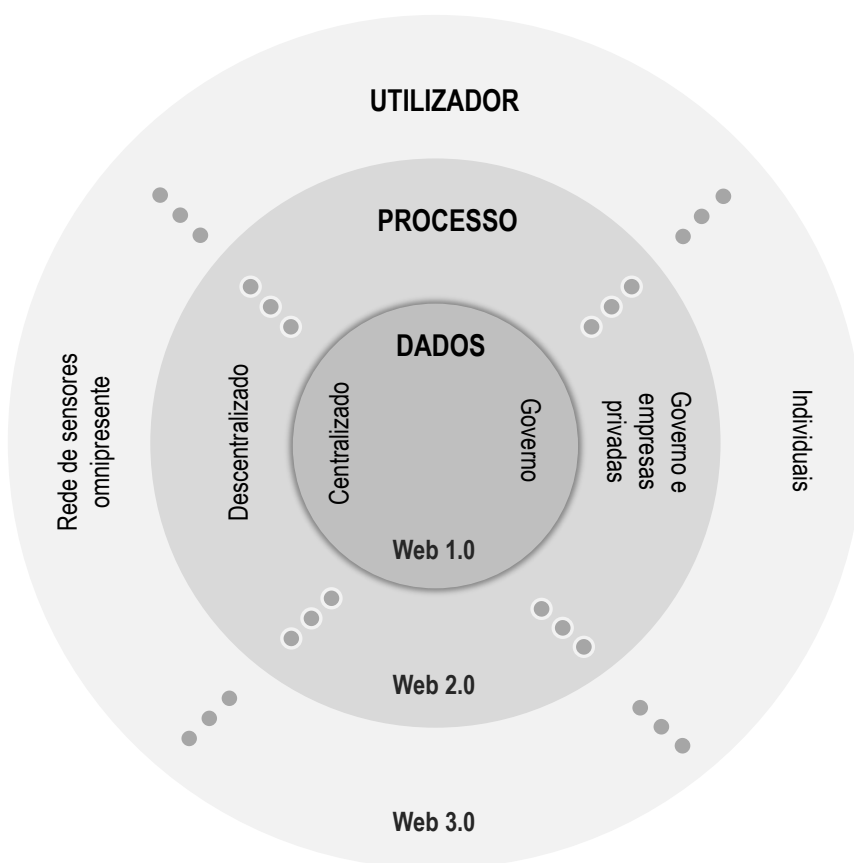 UTILIZADOR
PROCESSO
DADOS
Rede de sensores
omnipresente
Descentralizado
Centralizado
Governo
Governo e
empresas
privadas
Individuais
Web 1.0
Web 2.0
Web 3.0